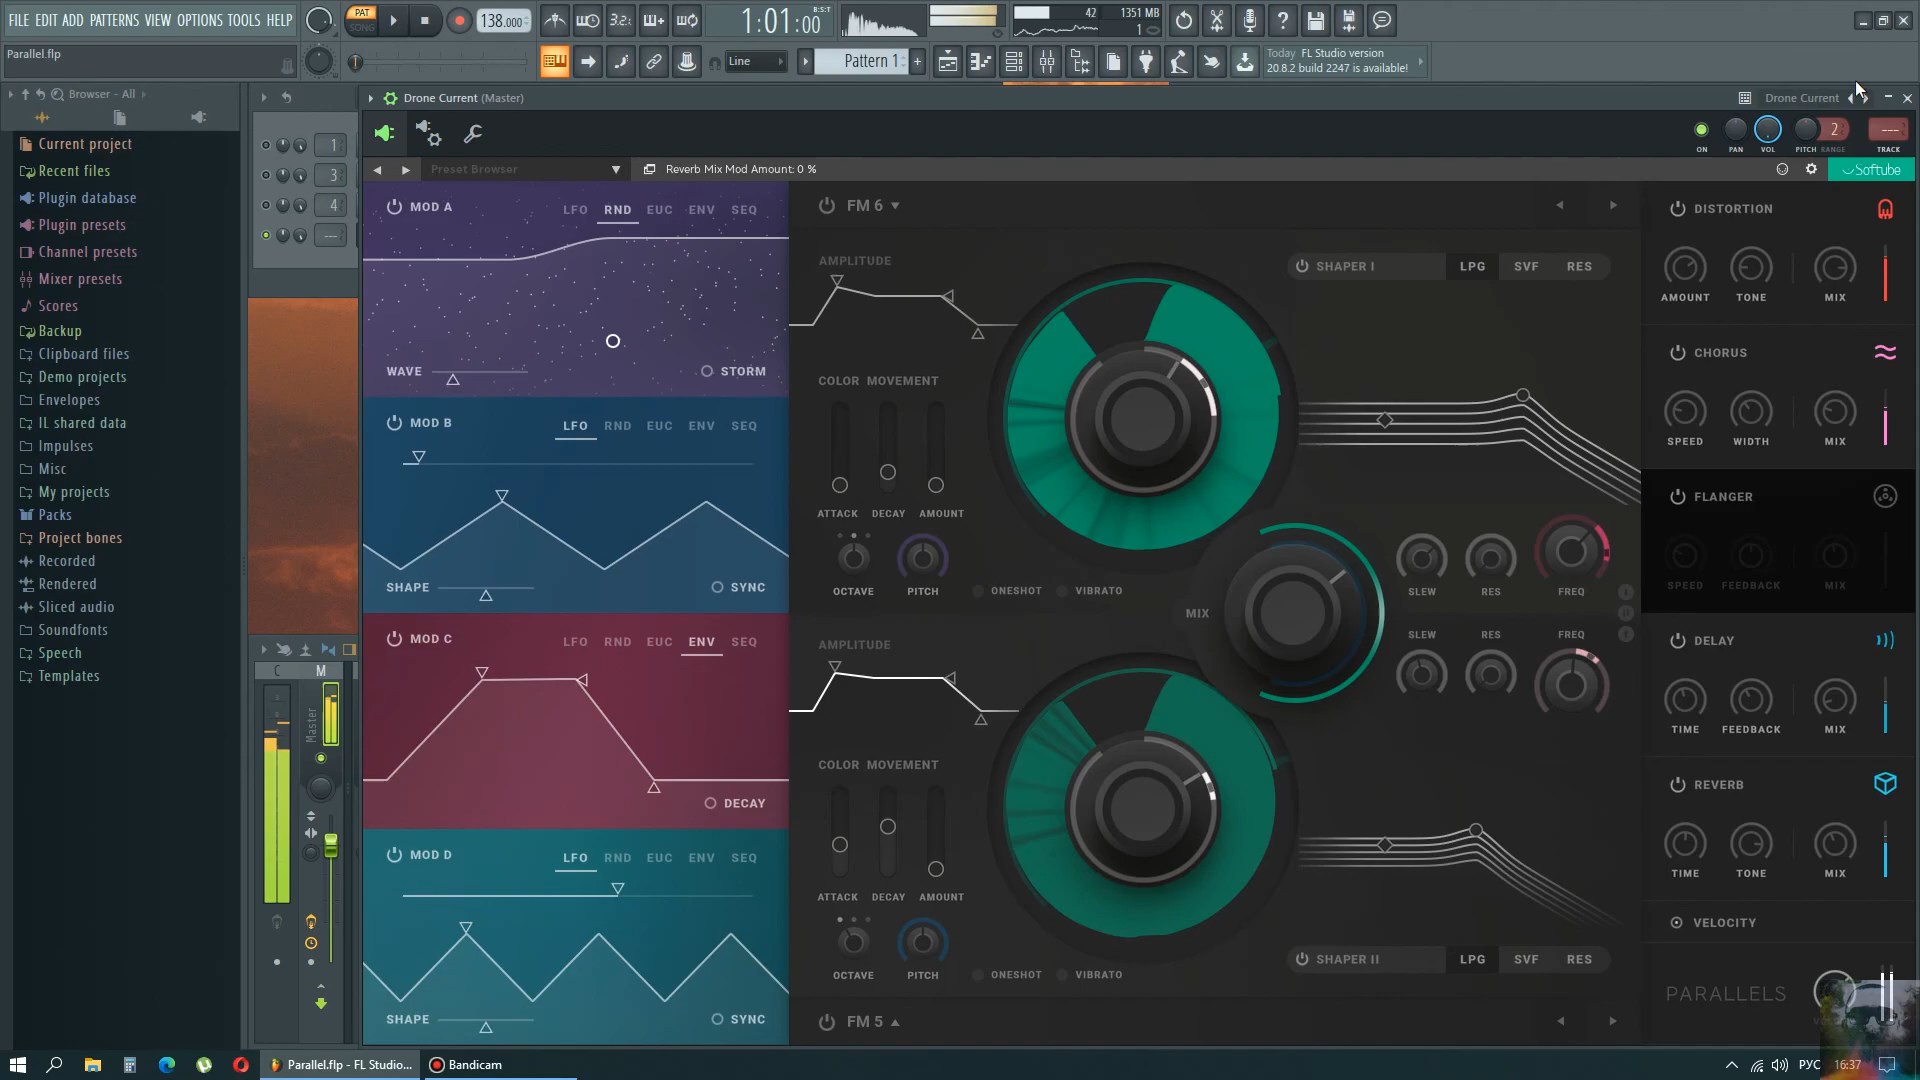 FILE EDIT ADD PATTERNS VIEW OPTIONS TOOLS HELP
PAT
SONG
138.000
3.2
1:01:00
B:S:T
42
1351 MB
1
Parallel.flp
Line
Pattern 1
Today FL Studio version
20.8.2 build 2247 is available!
Browser - All
Current project
Recent files
Plugin database
Plugin presets
Channel presets
Mixer presets
Scores
Backup
Clipboard files
Demo projects
Envelopes
IL shared data
Impulses
Misc
My projects
Packs
Project bones
Recorded
Rendered
Sliced audio
Soundfonts
Speech
Templates
1
3
4
---
C M
Master
Drone Current (Master)
Drone Current
2
---
ON PAN VOL PITCH RANGE TRACK
Preset Browser
Reverb Mix Mod Amount: 0 %
Softube
MOD A
LFO RND EUC ENV SEQ
WAVE
STORM
MOD B
LFO RND EUC ENV SEQ
SHAPE
SYNC
MOD C
LFO RND EUC ENV SEQ
DECAY
MOD D
LFO RND EUC ENV SEQ
SHAPE
SYNC
FM 6
AMPLITUDE
SHAPER I
LPG SVF RES
COLOR MOVEMENT
ATTACK DECAY AMOUNT
OCTAVE PITCH
ONESHOT VIBRATO
MIX
SLEW RES FREQ
SLEW RES FREQ
AMPLITUDE
COLOR MOVEMENT
ATTACK DECAY AMOUNT
OCTAVE PITCH
ONESHOT VIBRATO
SHAPER II
LPG SVF RES
FM 5
DISTORTION
AMOUNT TONE MIX
CHORUS
SPEED WIDTH MIX
FLANGER
SPEED FEEDBACK MIX
DELAY
TIME FEEDBACK MIX
REVERB
TIME TONE MIX
VELOCITY
PARALLELS
Parallel.flp - FL Studio...
Bandicam
РУС
16:37